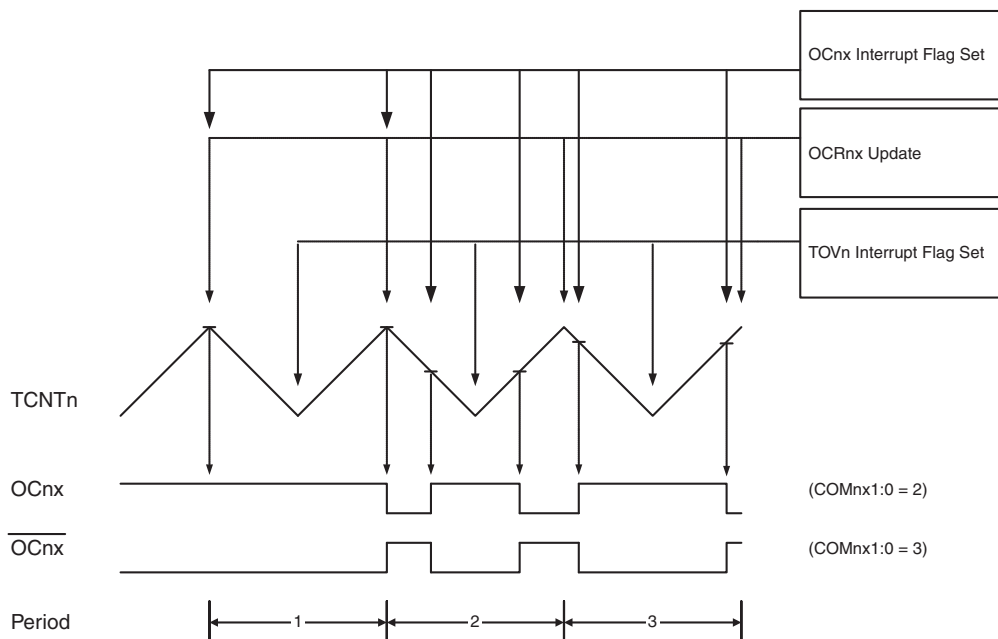 OCnx Interrupt Flag Set
OCRnx Update
TOVn Interrupt Flag Set
TCNTn
OCnx
(COMnx1:0 = 2)
OCnx
(COMnx1:0 = 3)
Period
1
2
3